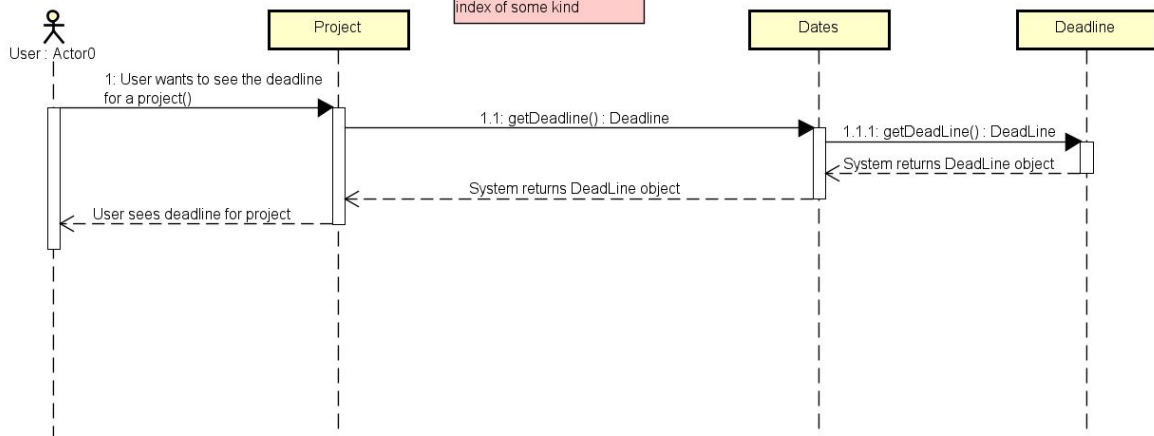 index of some kind
Project
Dates
Deadline
User : Actor0
1: User wants to see the deadline
for a project()
1.1: getDeadline() : Deadline
1.1.1: getDeadLine() : DeadLine
System returns DeadLine object
System returns DeadLine object
User sees deadline for project